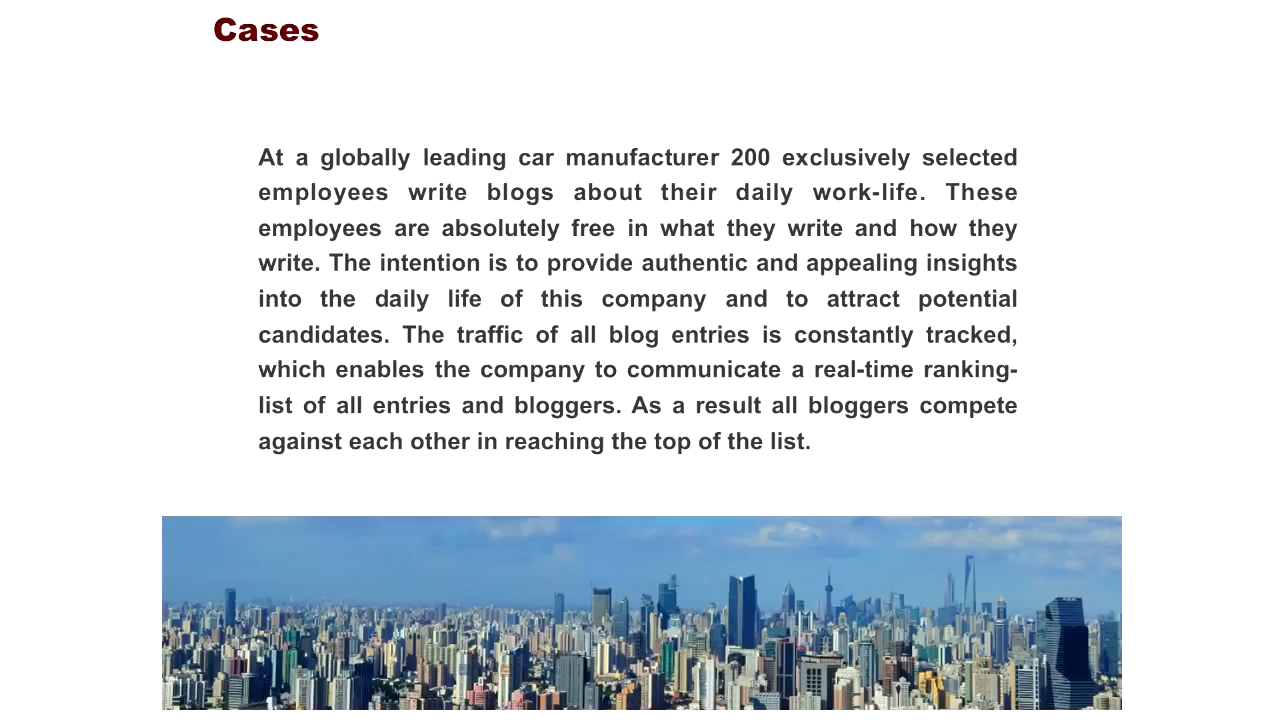 Cases
At a globally leading car manufacturer 200 exclusively selected
employees write blogs about their daily work-life. These
employees are absolutely free in what they write and how they
write. The intention is to provide authentic and appealing insights
into the daily life of this company and to attract potential
candidates. The traffic of all blog entries is constantly tracked,
which enables the company to communicate a real-time ranking-
list of all entries and bloggers. As a result all bloggers compete
against each other in reaching the top of the list.